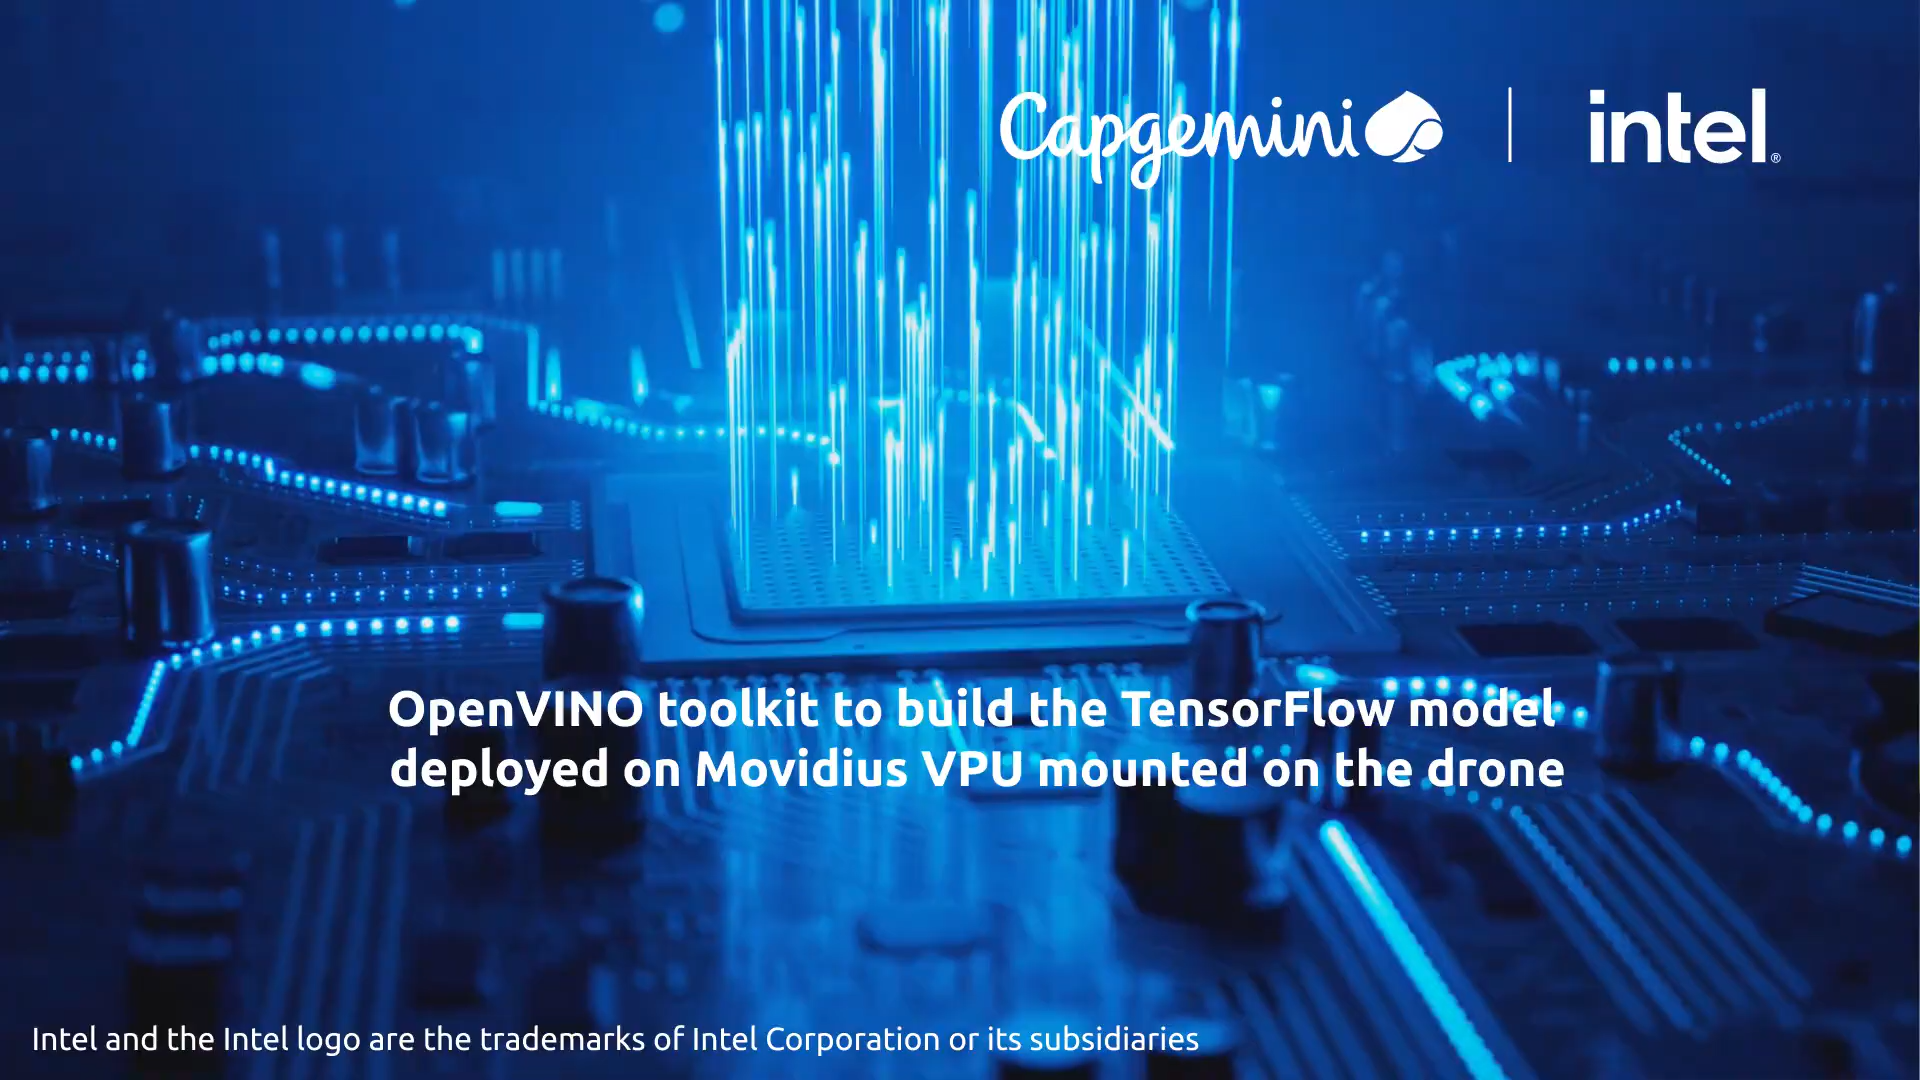 Capgemini
intel®
OpenVINO toolkit to build the TensorFlow model
deployed on Movidius VPU mounted on the drone
Intel and the Intel logo are the trademarks of Intel Corporation or its subsidiaries